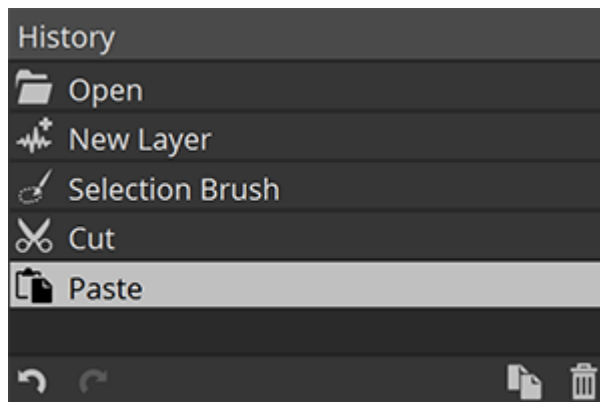 History
Open
New Layer
Selection Brush
Cut
Paste